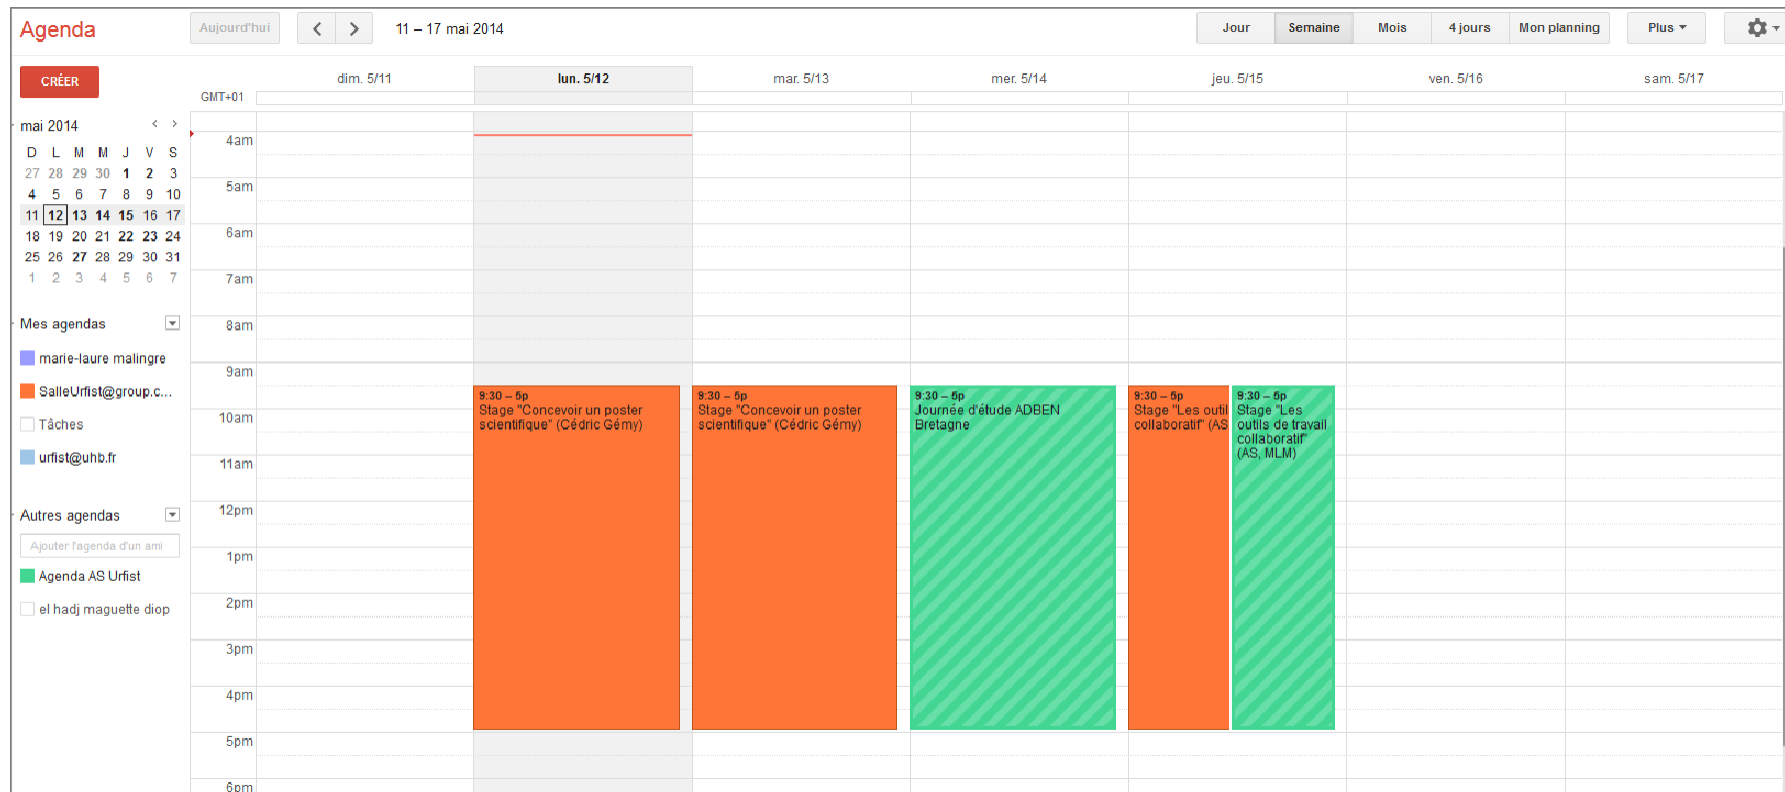 Agenda
Aujourd'hui
11 – 17 mai 2014
Jour
Semaine
Mois
4 jours
Mon planning
Plus
CRÉER
dim. 5/11
lun. 5/12
mar. 5/13
mer. 5/14
jeu. 5/15
ven. 5/16
sam. 5/17
GMT+01
mai 2014
D L M M J V S
27 28 29 30 1 2 3
4 5 6 7 8 9 10
11 12 13 14 15 16 17
18 19 20 21 22 23 24
25 26 27 28 29 30 31
1 2 3 4 5 6 7
Mes agendas
marie-laure malingre
SalleUrfist@group.c...
Tâches
urfist@uhb.fr
Autres agendas
Ajouter l'agenda d'un ami
Agenda AS Urfist
el hadj maguette diop
4am
5am
6am
7am
8am
9am
10am
11am
12pm
1pm
2pm
3pm
4pm
5pm
6pm
9:30 – 5p
Stage "Concevoir un poster
scientifique" (Cédric Gémy)
9:30 – 5p
Stage "Concevoir un poster
scientifique" (Cédric Gémy)
9:30 – 5p
Journée d'étude ADBEN
Bretagne
9:30 – 5p
Stage "Les outil
collaboratif" (AS
9:30 – 5p
Stage "Les
outils de travail
collaboratif"
(AS, MLM)